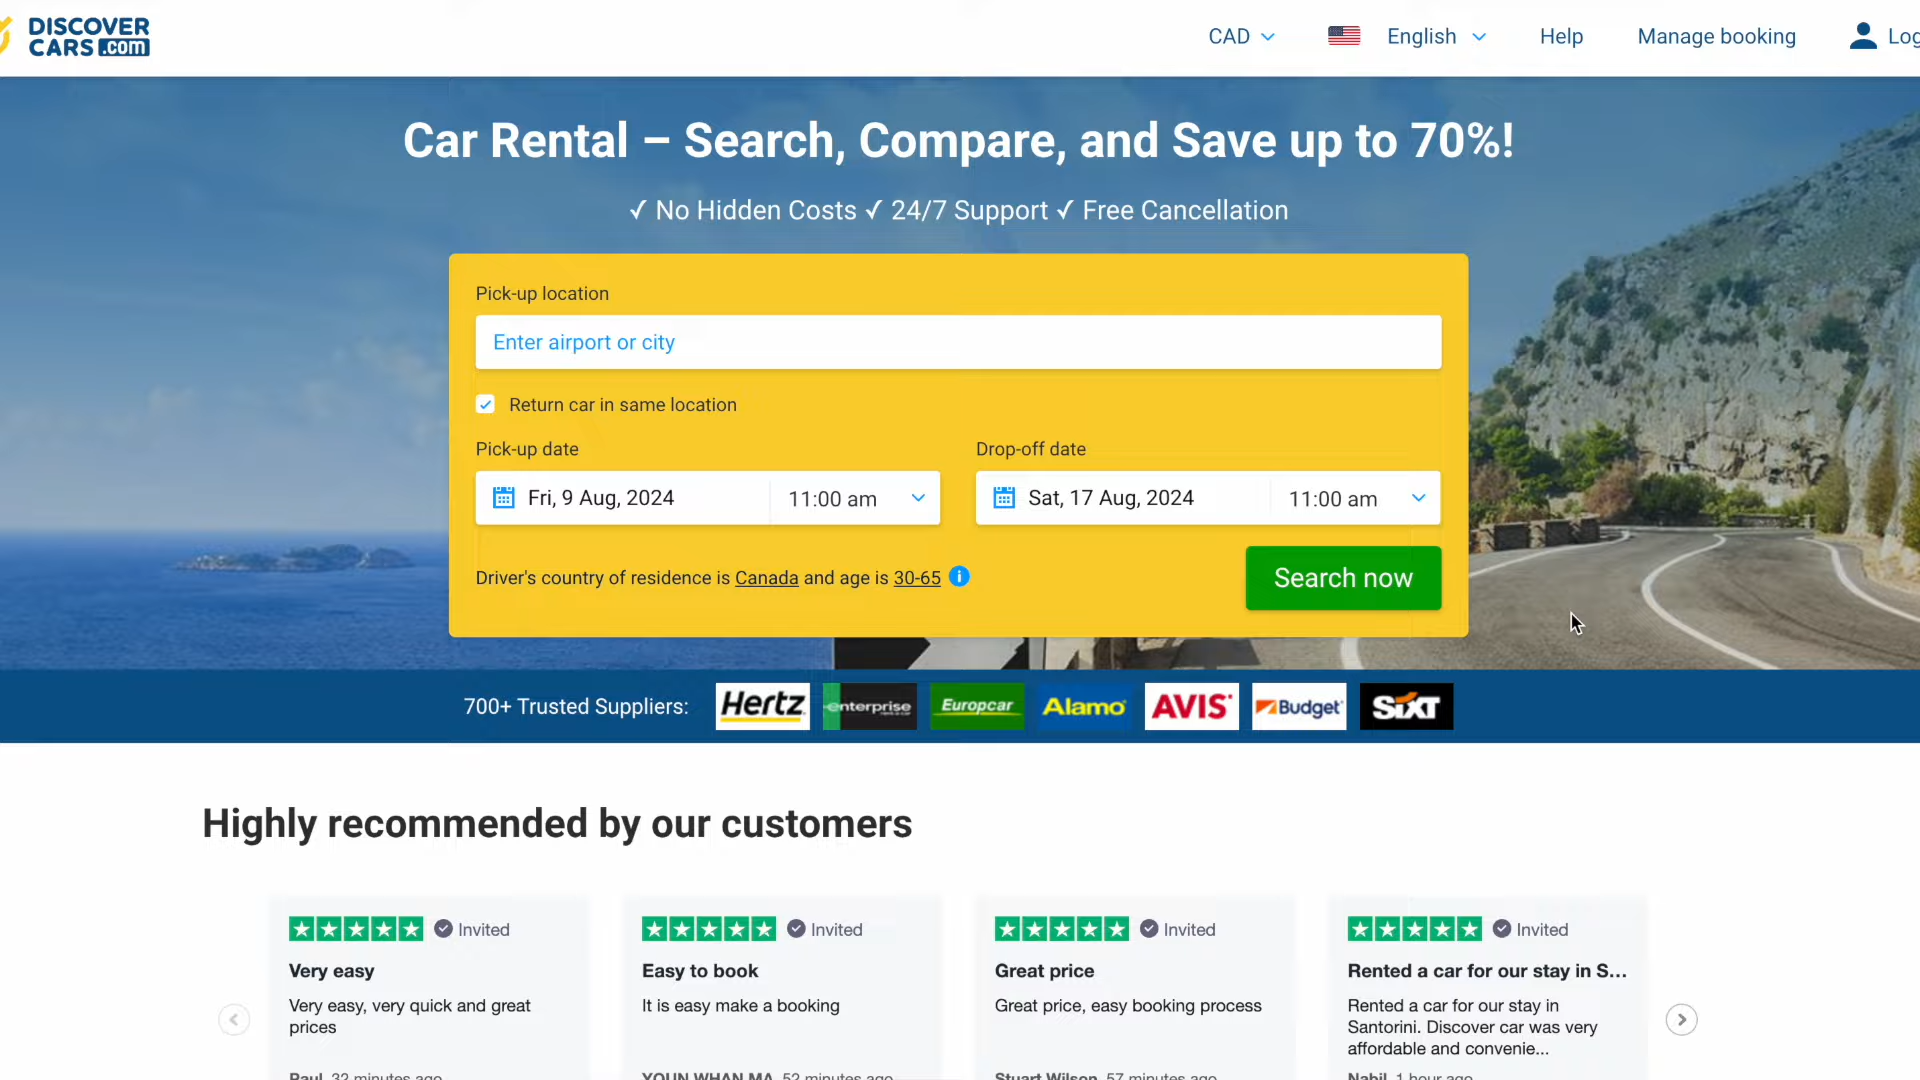 DISCOVER
CARS.com
CAD
English
Help
Manage booking
Car Rental – Search, Compare, and Save up to 70%!
✓ No Hidden Costs ✓ 24/7 Support ✓ Free Cancellation
Pick-up location
Enter airport or city
Return car in same location
Pick-up date
Drop-off date
Fri, 9 Aug, 2024
11:00 am
Sat, 17 Aug, 2024
11:00 am
Driver's country of residence is Canada and age is 30-65
Search now
700+ Trusted Suppliers:
Hertz
enterprise
Europcar
Alamo
AVIS
Budget
SiXT
Highly recommended by our customers
Invited
Very easy
Very easy, very quick and great
prices
Paul, 32 minutes ago
Invited
Easy to book
It is easy make a booking
YOUN WHAN MA, 52 minutes ago
Invited
Great price
Great price, easy booking process
Stuart Wilson, 57 minutes ago
Invited
Rented a car for our stay in S...
Rented a car for our stay in
Santorini. Discover car was very
affordable and convenie...
Nabil, 1 hour ago